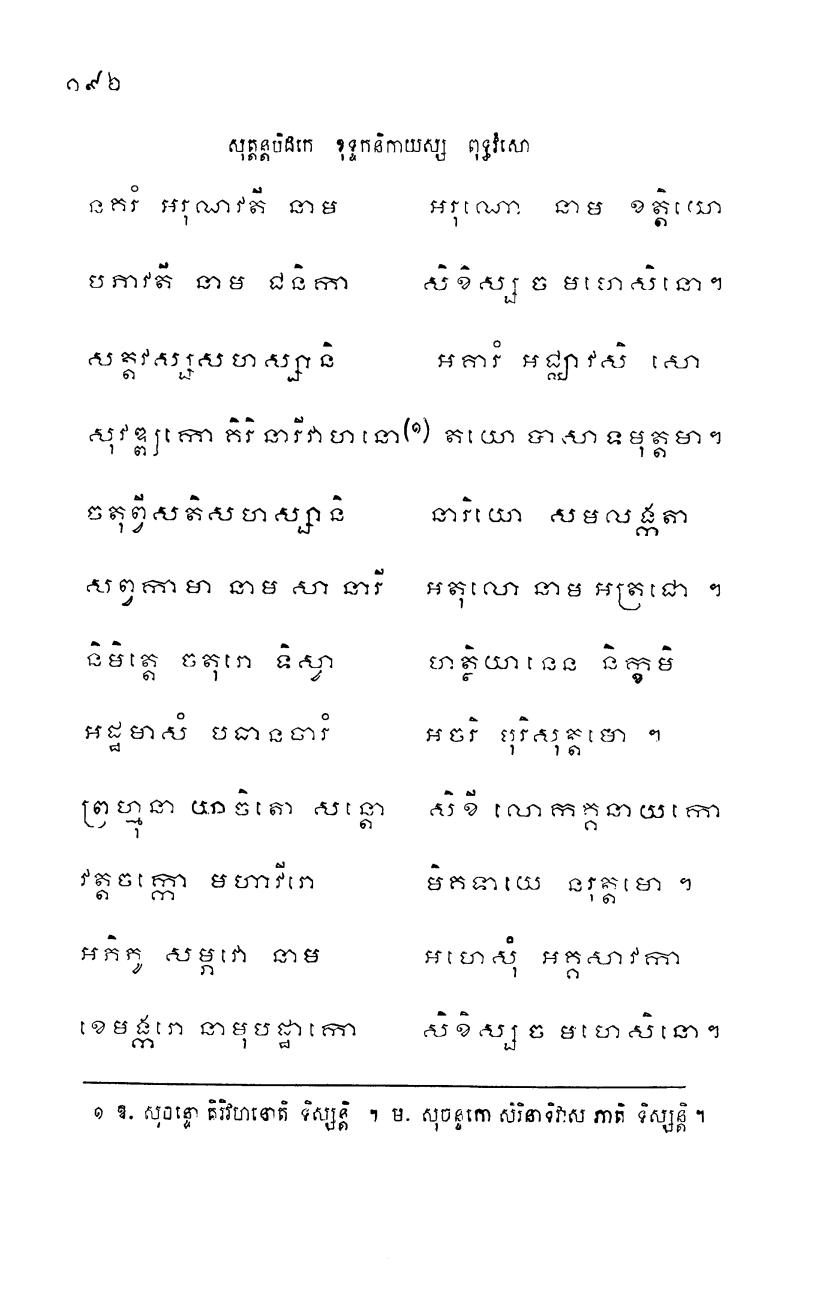 ១៩៦
សុត្តន្តបិដកេ ខុទ្ទកនិកាយស្ស ពុទ្ធវំសោ
នគរំ អរុណវតី នាម អរុណោ នាម ខត្តិយោ
បភាវតី នាម ជនិកា សិខិស្ស ច មហេសិនោ។
សត្តវស្សសហស្សានិ អគារំ អជ្ឈាវសិ សោ
សុវឌ្ឍកោ គិរិ នារីវាហនោ(១) តយោ បាសាទមុត្តមា។
ចតុព្វីសតិសហស្សានិ នារិយោ សមលង្កតា
សព្វកាមា នាម សា នារី អតុលោ នាម អត្រជោ ។
និមិត្តេ ចតុរោ ទិស្វា ហត្ថិយានេន និក្ខមិ
អដ្ឋមាសំ បធានចារំ អចរិ បុរិសុត្តមោ ។
ព្រហ្មុនា យាចិតោ សន្តោ សិខី លោកគ្គនាយកោ
វត្តចក្កោ មហាវីរោ មិគទាយេ នរុត្តមោ ។
អភិភូ សម្ភវោ នាម អហេសុំ អគ្គសាវកា
ខេមង្ករោ នាមុបដ្ឋាកោ សិខិស្ស ច មហេសិនោ។
១ ឱ. សុចន្ទោ គិរិវហនោតិ ទិស្សន្តិ ។ ម. សុចន្ទកោ សិរិនាទិវាស ភាតិ ទិស្សន្តិ ។